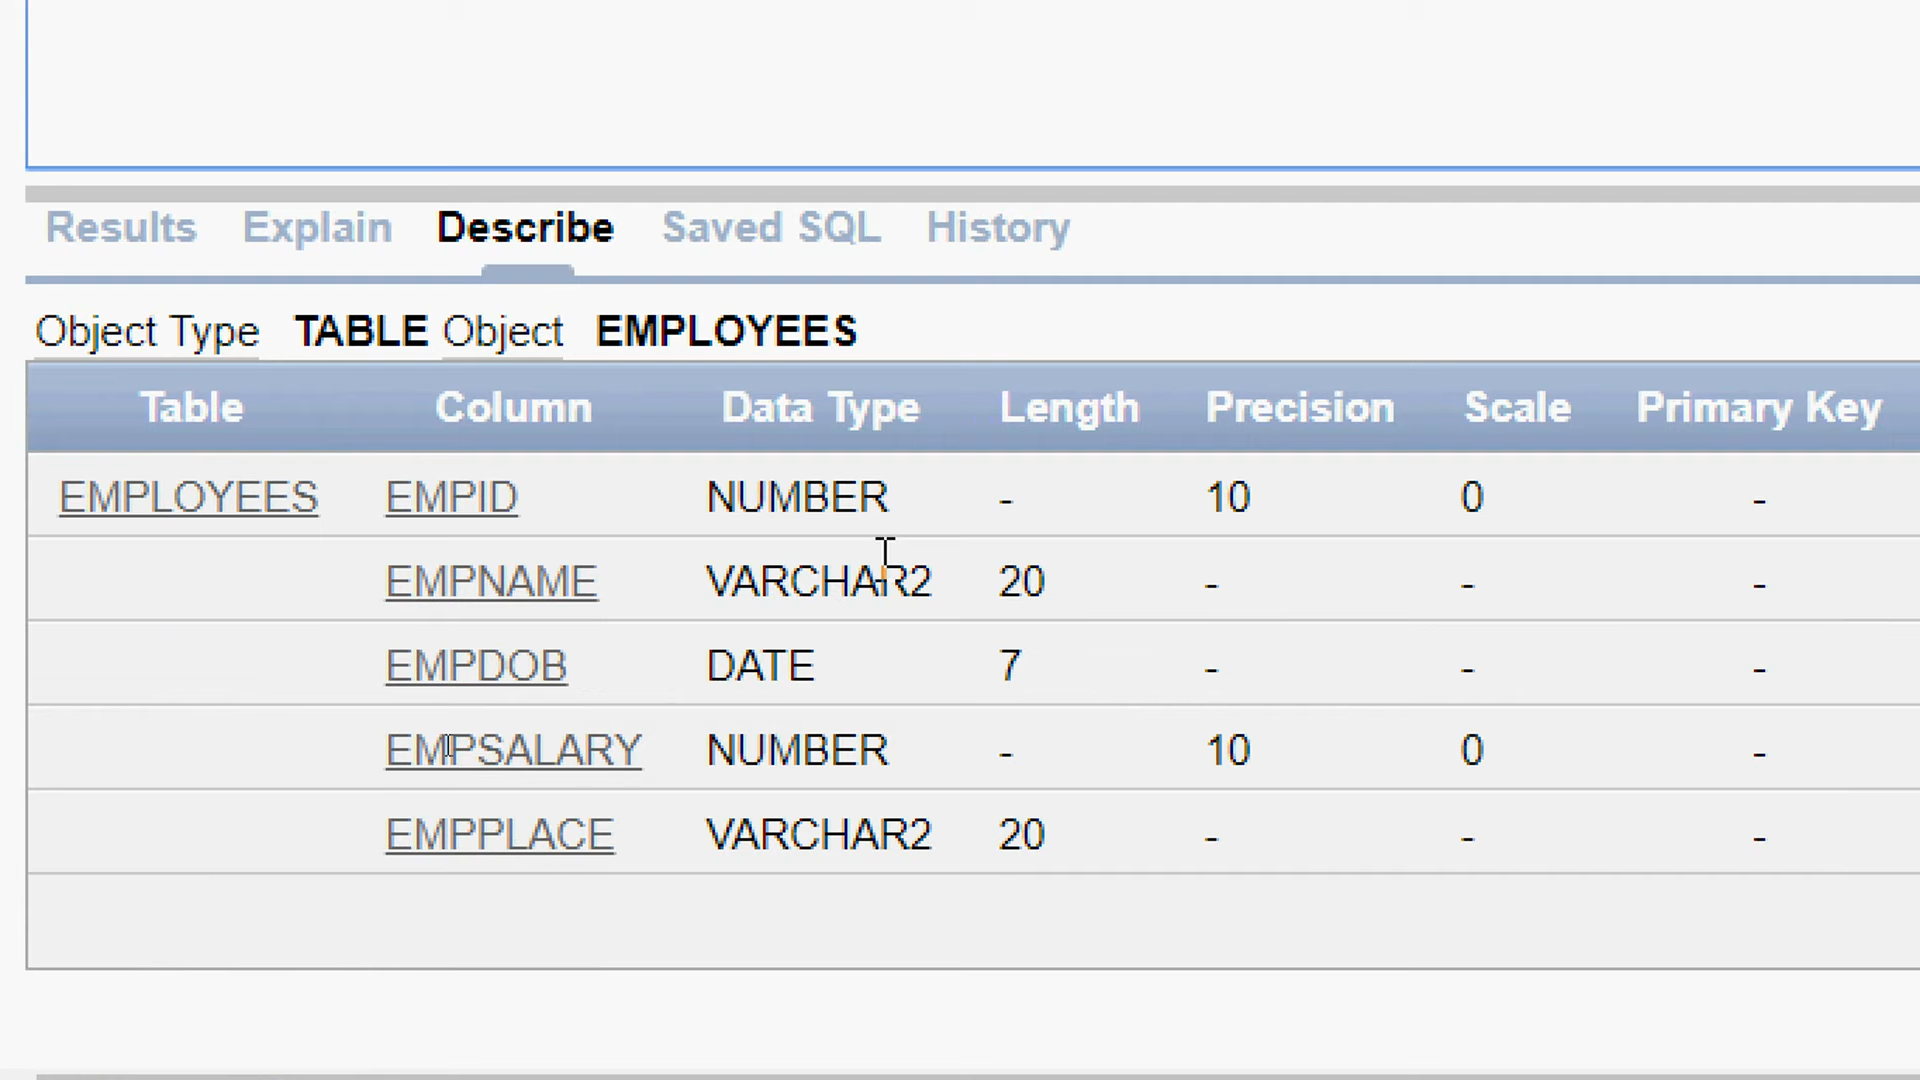 Results Explain Describe Saved SQL History
Object Type TABLE Object EMPLOYEES
Table Column Data Type Length Precision Scale Primary Key
EMPLOYEES EMPID NUMBER - 10 0 -
EMPNAME VARCHAR2 20 - - -
EMPDOB DATE 7 - - -
EMPSALARY NUMBER - 10 0 -
EMPPLACE VARCHAR2 20 - - -